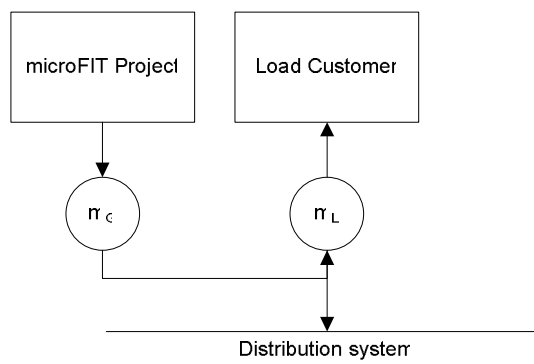 microFIT Project
Load Customer
m G
m L
Distribution system